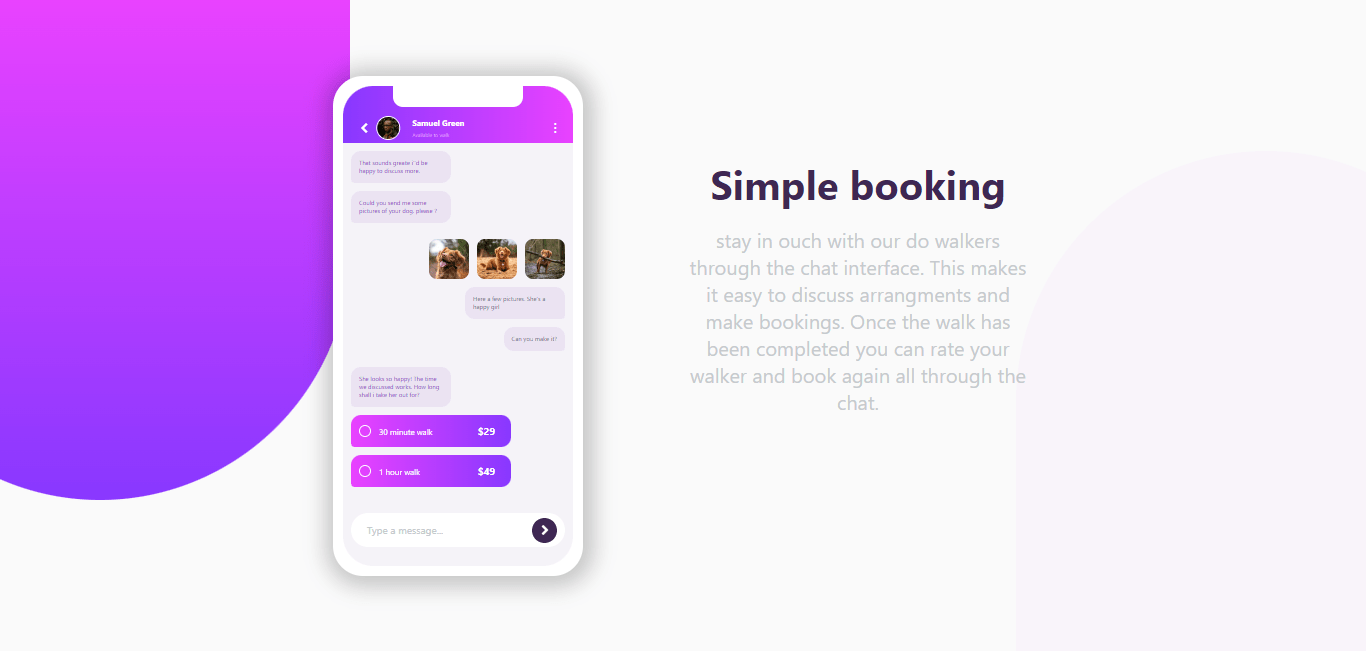 Samuel Green
Available to walk
That sounds greate i'd be
happy to discuss more.
Could you send me some
pictures of your dog, please ?
Here a few pictures. She's a
happy girl
Can you make it?
She looks so happy! The time
we discussed works. How long
shall i take her out for?
30 minute walk $29
1 hour walk $49
Type a message...
Simple booking
stay in ouch with our do walkers
through the chat interface. This makes
it easy to discuss arrangments and
make bookings. Once the walk has
been completed you can rate your
walker and book again all through the
chat.